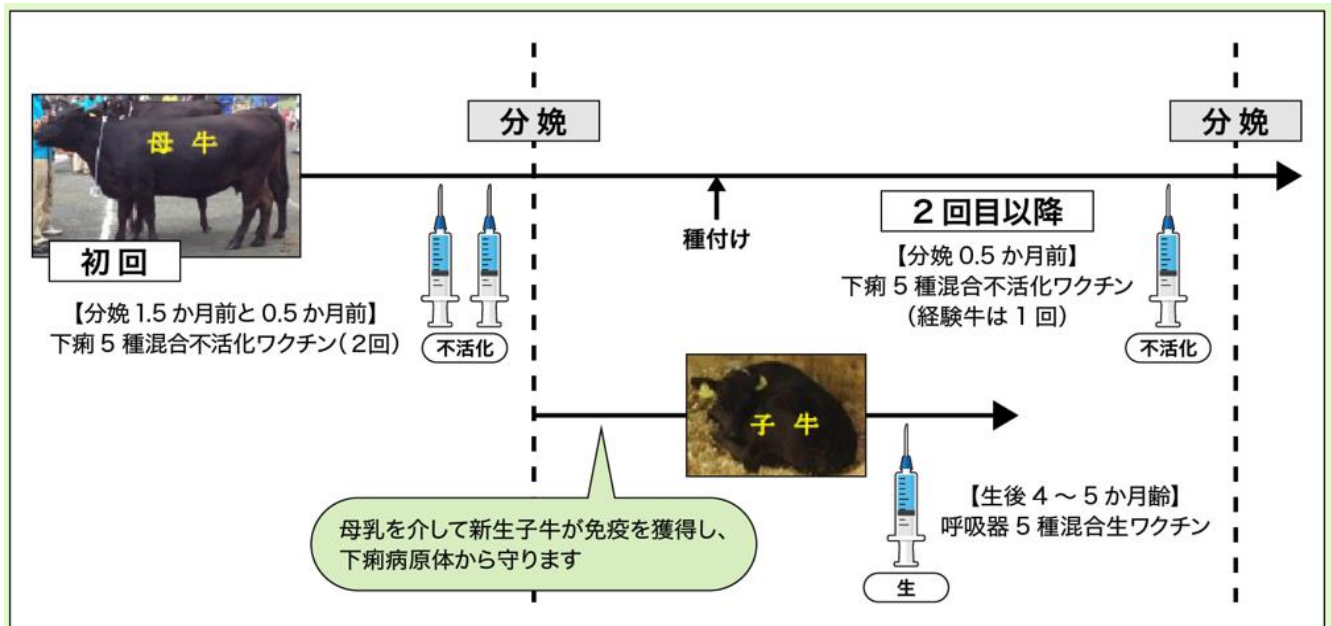 分娩
分娩
母牛
初回
【分娩 1.5 か月前と 0.5 か月前】
下痢 5 種混合不活化ワクチン（2回）
不活化
種付け
2 回目以降
【分娩 0.5 か月前】
下痢 5 種混合不活化ワクチン
（経験牛は 1 回）
不活化
子牛
母乳を介して新生子牛が免疫を獲得し、
下痢病原体から守ります
【生後 4 〜 5 か月齢】
呼吸器 5 種混合生ワクチン
生